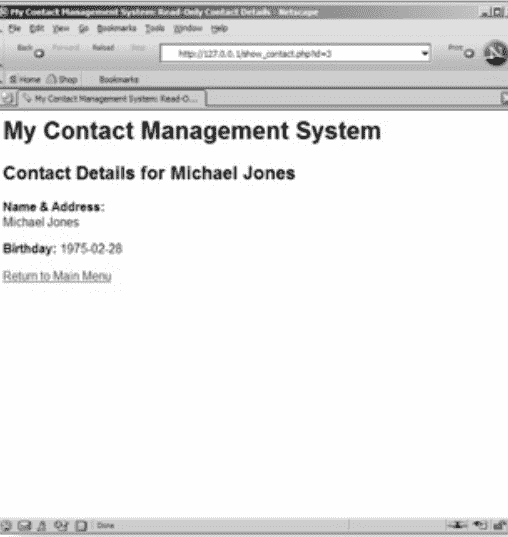 My Contact Management System: Read-Only Contact Details - Netscape
File Edit View Go Bookmarks Tools Window Help
Back Forward Reload Stop http://127.0.0.1/show_contact.php?id=3 Print
Home Shop Bookmarks
My Contact Management System: Read-O...
My Contact Management System
Contact Details for Michael Jones
Name & Address:
Michael Jones
Birthday: 1975-02-28
Return to Main Menu
Done